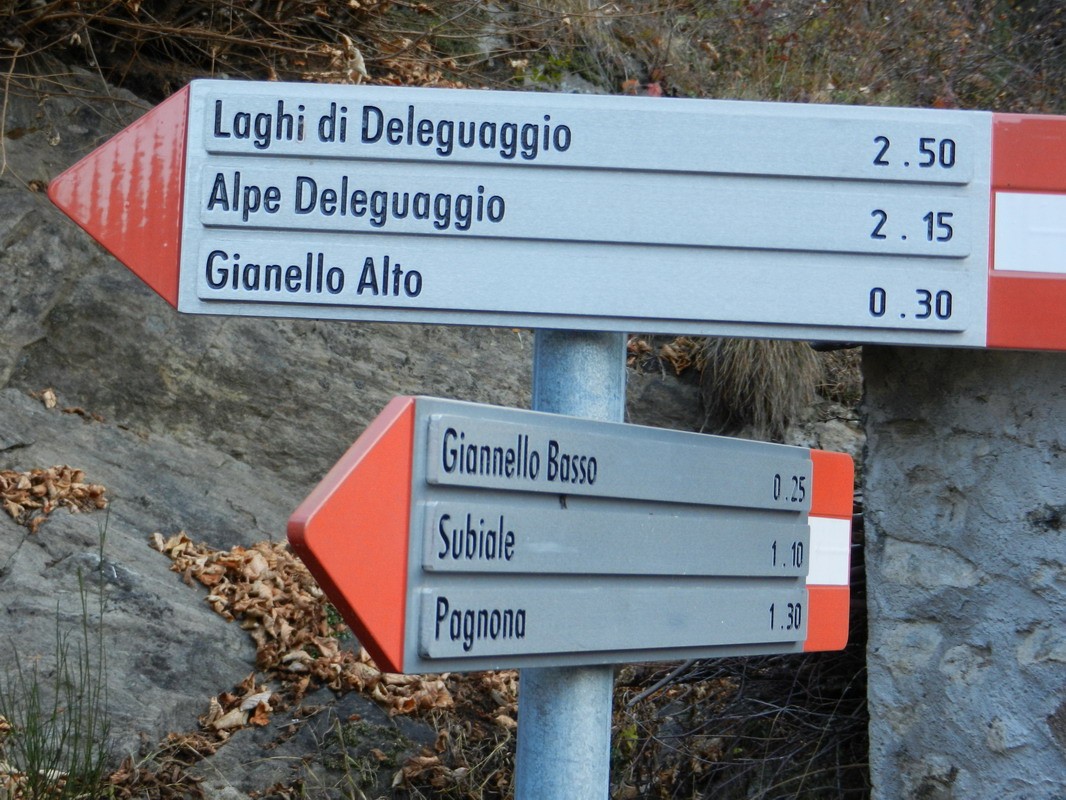 Laghi di Deleguaggio 2.50
Alpe Deleguaggio 2.15
Gianello Alto 0.30
Giannello Basso 0.25
Subiale 1.10
Pagnona 1.30